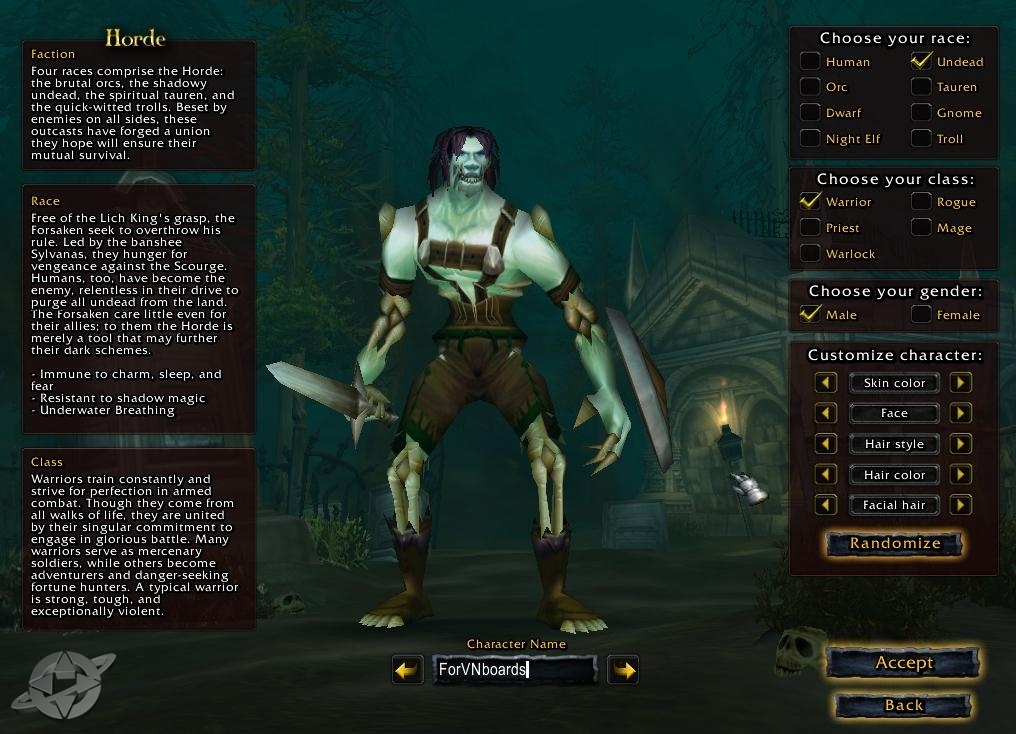 Horde
Faction
Four races comprise the Horde:
the brutal orcs, the shadowy
undead, the spiritual tauren, and
the quick-witted trolls. Beset by
enemies on all sides, these
outcasts have forged a union
they hope will ensure their
mutual survival.
Race
Free of the Lich King's grasp, the
Forsaken seek to overthrow his
rule. Led by the banshee
Sylvanas, they hunger for
vengeance against the Scourge.
Humans, too, have become the
enemy, relentless in their drive to
purge all undead from the land.
The Forsaken care little even for
their allies; to them the Horde is
merely a tool that may further
their dark schemes.
- Immune to charm, sleep, and
fear
- Resistant to shadow magic
- Underwater Breathing
Class
Warriors train constantly and
strive for perfection in armed
combat. Though they come from
all walks of life, they are united
by their singular commitment to
engage in glorious battle. Many
warriors serve as mercenary
soldiers, while others become
adventurers and danger-seeking
fortune hunters. A typical warrior
is strong, tough, and
exceptionally violent.
Character Name
ForVNboards
Choose your race:
Human Undead
Orc Tauren
Dwarf Gnome
Night Elf Troll
Choose your class:
Warrior Rogue
Priest Mage
Warlock
Choose your gender:
Male Female
Customize character:
Skin color
Face
Hair style
Hair color
Facial hair
Randomize
Accept
Back